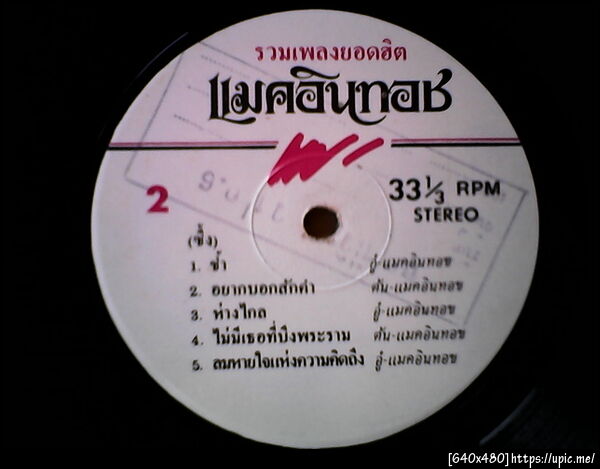 รวมเพลงยอดฮิต
แมคอินทอช
2
33 1/3 RPM
STEREO
(ซึ้ง)
1. ช้ำ อู๋-แมคอินทอช
2. อยากบอกสักคำ ตัน-แมคอินทอช
3. ห่างไกล อู๋-แมคอินทอช
4. ไม่มีเธอที่ปิงพระราม ตัน-แมคอินทอช
5. ลมหายใจแห่งความคิดถึง อู๋-แมคอินทอช
[640x480]https://upic.me/